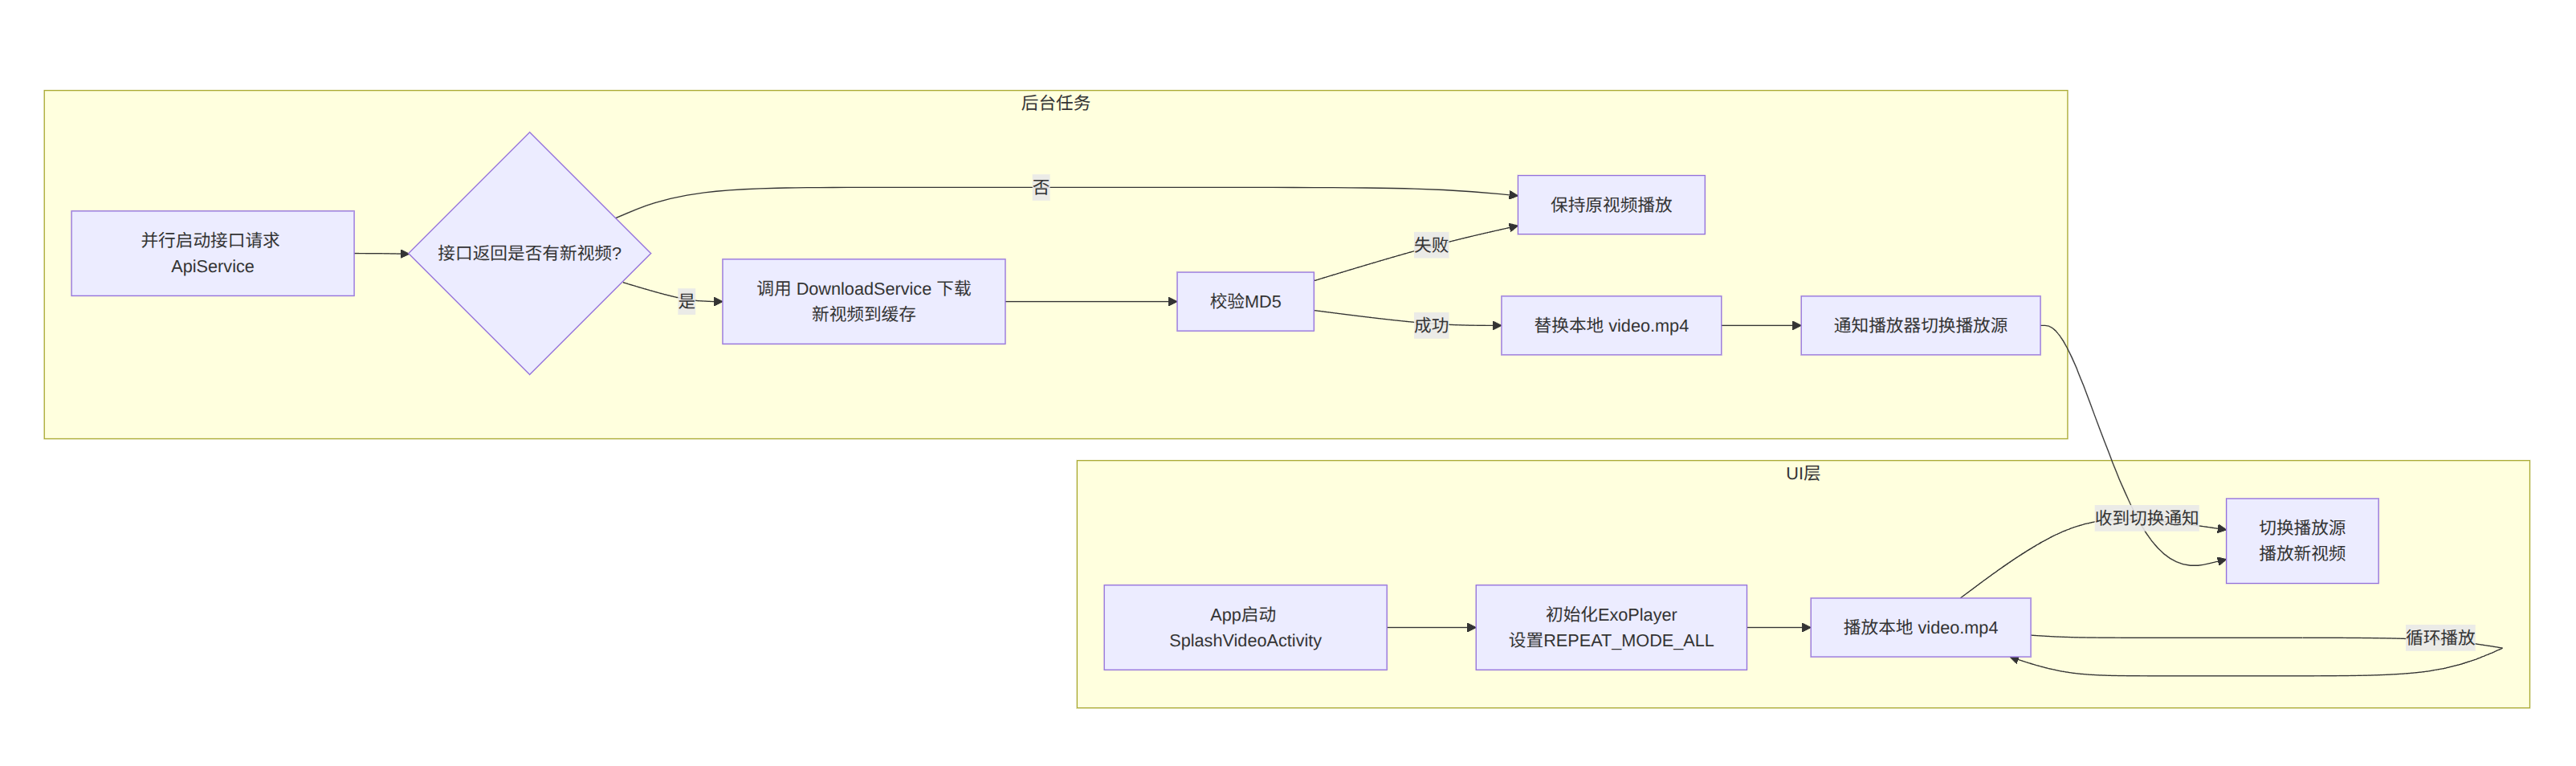 后台任务
并行启动接口请求
ApiService
接口返回是否有新视频?
否
是
调用 DownloadService 下载
新视频到缓存
校验MD5
失败
成功
保持原视频播放
替换本地 video.mp4
通知播放器切换播放源
UI层
App启动
SplashVideoActivity
初始化ExoPlayer
设置REPEAT_MODE_ALL
播放本地 video.mp4
收到切换通知
切换播放源
播放新视频
循环播放